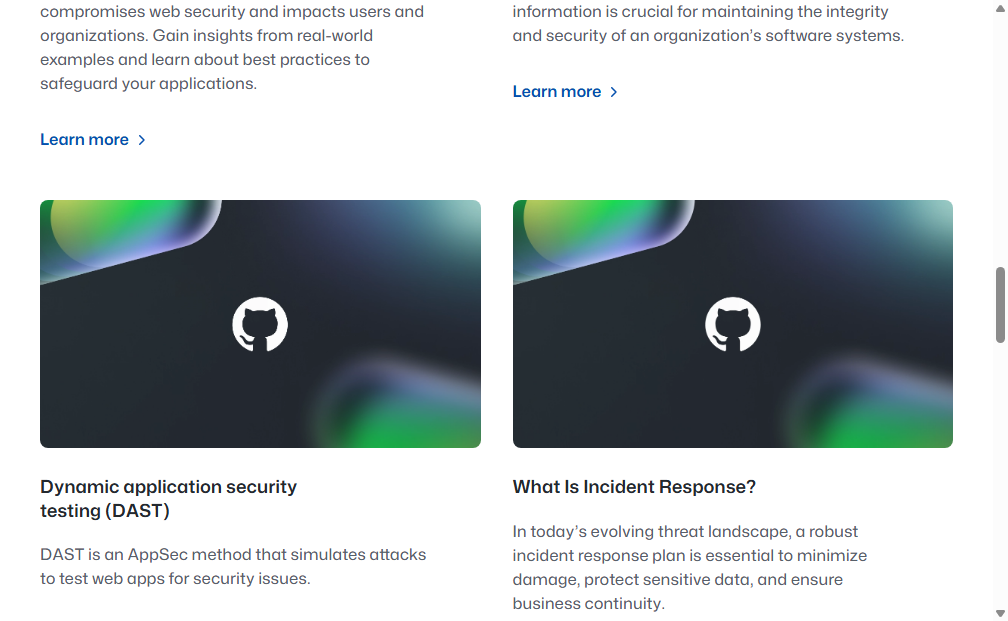 compromises web security and impacts users and
organizations. Gain insights from real-world
examples and learn about best practices to
safeguard your applications.
Learn more
information is crucial for maintaining the integrity
and security of an organization’s software systems.
Learn more
Dynamic application security
testing (DAST)
DAST is an AppSec method that simulates attacks
to test web apps for security issues.
What Is Incident Response?
In today’s evolving threat landscape, a robust
incident response plan is essential to minimize
damage, protect sensitive data, and ensure
business continuity.